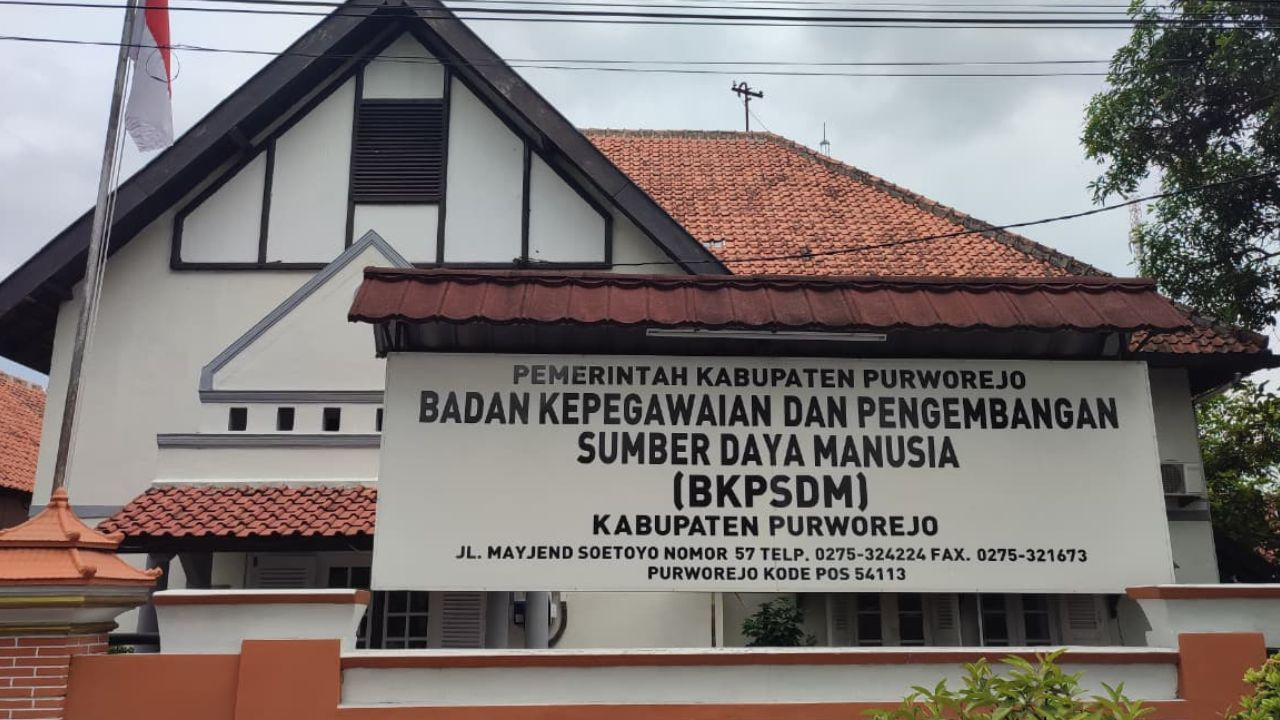 PEMERINTAH KABUPATEN PURWOREJO
BADAN KEPEGAWAIAN DAN PENGEMBANGAN
SUMBER DAYA MANUSIA
(BKPSDM)
KABUPATEN PURWOREJO
JL. MAYJEND SOETOYO NOMOR 57 TELP. 0275-324224 FAX. 0275-321673
PURWOREJO KODE POS 54113